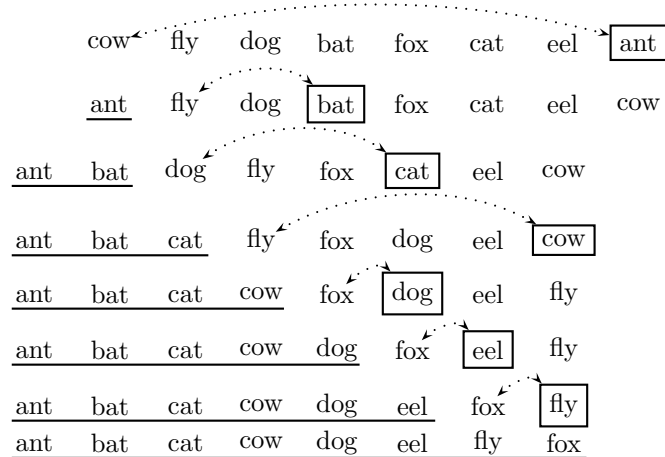 cow fly dog bat fox cat eel ant
ant fly dog bat fox cat eel cow
ant bat dog fly fox cat eel cow
ant bat cat fly fox dog eel cow
ant bat cat cow fox dog eel fly
ant bat cat cow dog fox eel fly
ant bat cat cow dog eel fox fly
ant bat cat cow dog eel fly fox